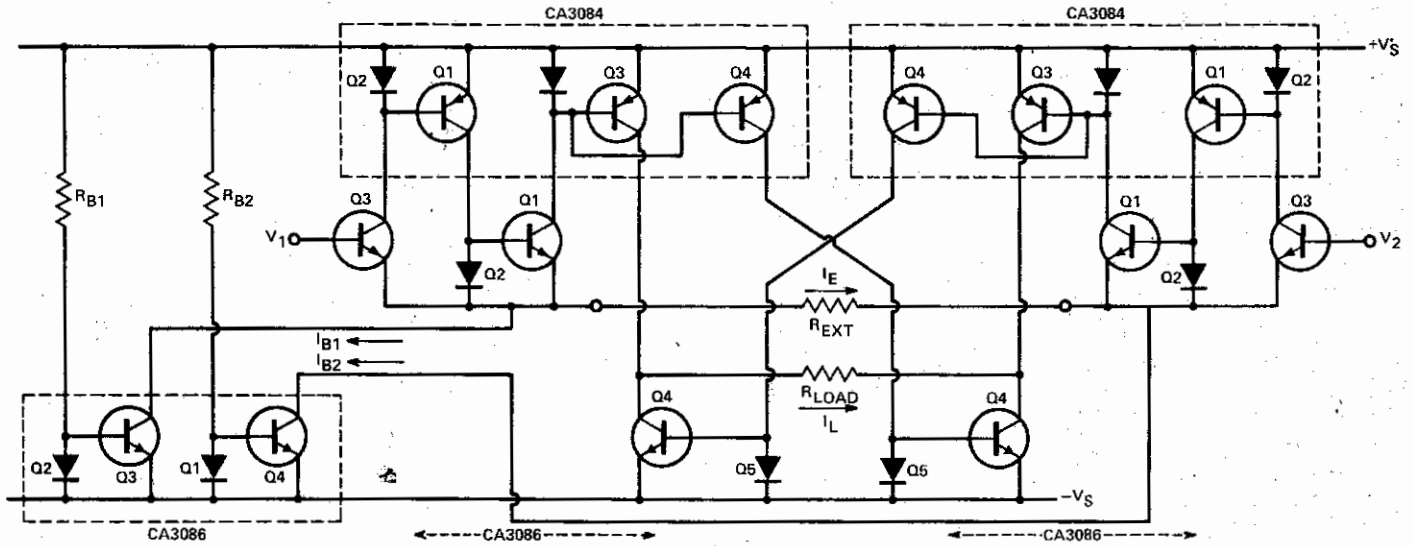 CA3084 CA3084
+VS
Q2 Q1 Q3 Q4 Q4 Q3 Q1 Q2
RB1 RB2
Q3 Q1 Q1 Q3
V1 V2
Q2 Q2
IE
REXT
IB1
IB2
RLOAD
IL
Q4 Q4
Q2 Q3 Q1 Q4 Q5 Q5
-VS
CA3086 CA3086 CA3086